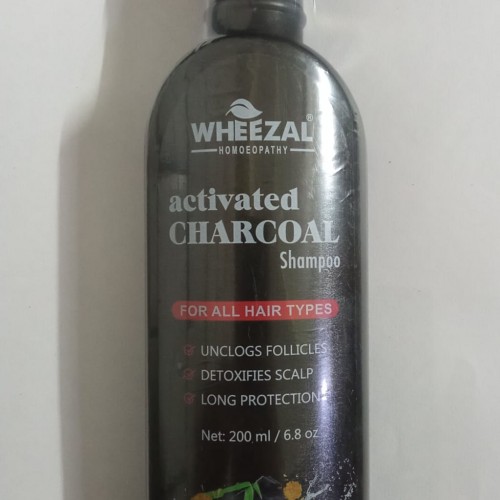 WHEEZAL®
HOMOEOPATHY
activated
CHARCOAL
Shampoo
FOR ALL HAIR TYPES
UNCLOGS FOLLICLES
DETOXIFIES SCALP
LONG PROTECTION
Net: 200 ml / 6.8 oz